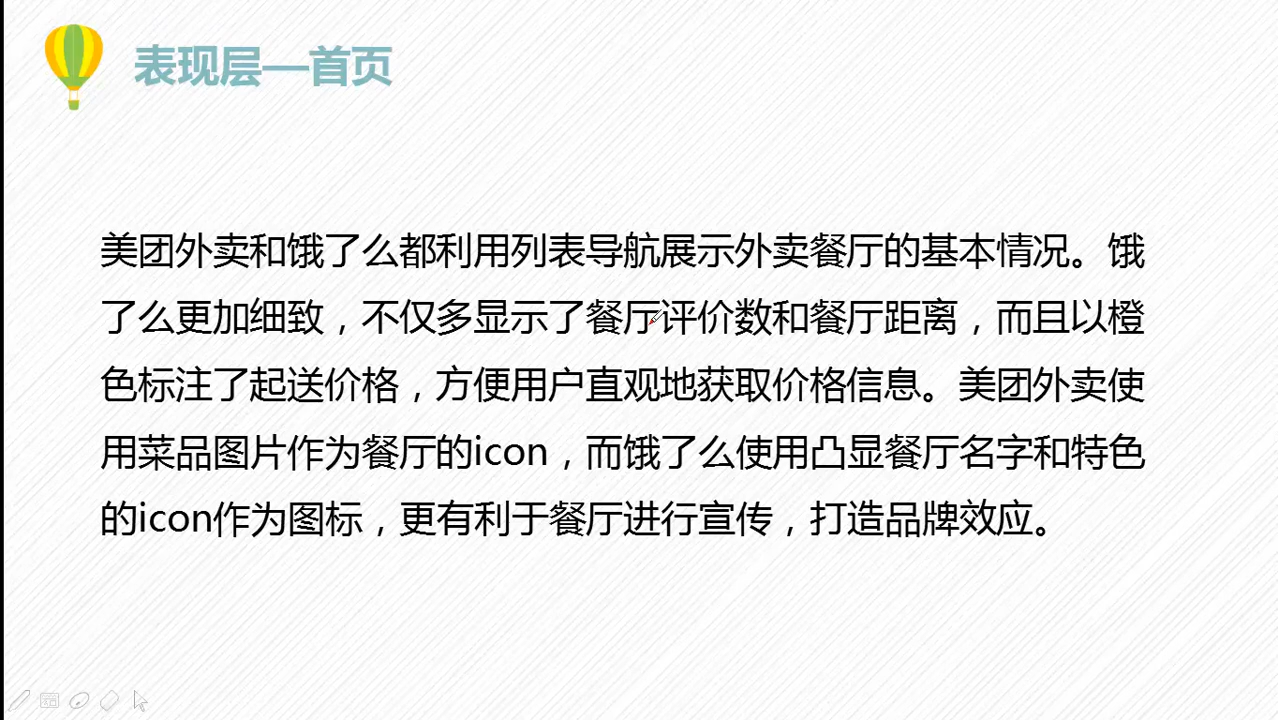 表现层—首页
美团外卖和饿了么都利用列表导航展示外卖餐厅的基本情况。饿
了么更加细致，不仅多显示了餐厅评价数和餐厅距离，而且以橙
色标注了起送价格，方便用户直观地获取价格信息。美团外卖使
用菜品图片作为餐厅的icon，而饿了么使用凸显餐厅名字和特色
的icon作为图标，更有利于餐厅进行宣传，打造品牌效应。